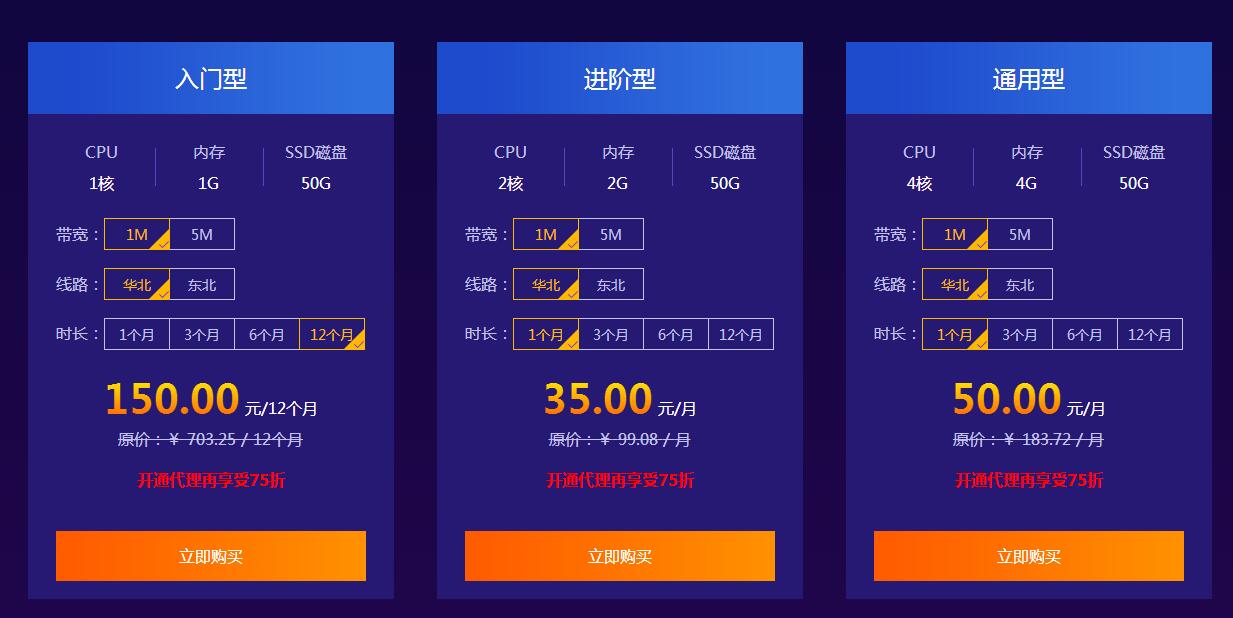 入门型
CPU 内存 SSD磁盘
1核 1G 50G
带宽： 1M 5M
线路： 华北 东北
时长： 1个月 3个月 6个月 12个月
150.00 元/12个月
原价：￥ 703.25 / 12个月
开通代理再享受75折
立即购买
进阶型
CPU 内存 SSD磁盘
2核 2G 50G
带宽： 1M 5M
线路： 华北 东北
时长： 1个月 3个月 6个月 12个月
35.00 元/月
原价：￥ 99.08 / 月
开通代理再享受75折
立即购买
通用型
CPU 内存 SSD磁盘
4核 4G 50G
带宽： 1M 5M
线路： 华北 东北
时长： 1个月 3个月 6个月 12个月
50.00 元/月
原价：￥ 183.72 / 月
开通代理再享受75折
立即购买